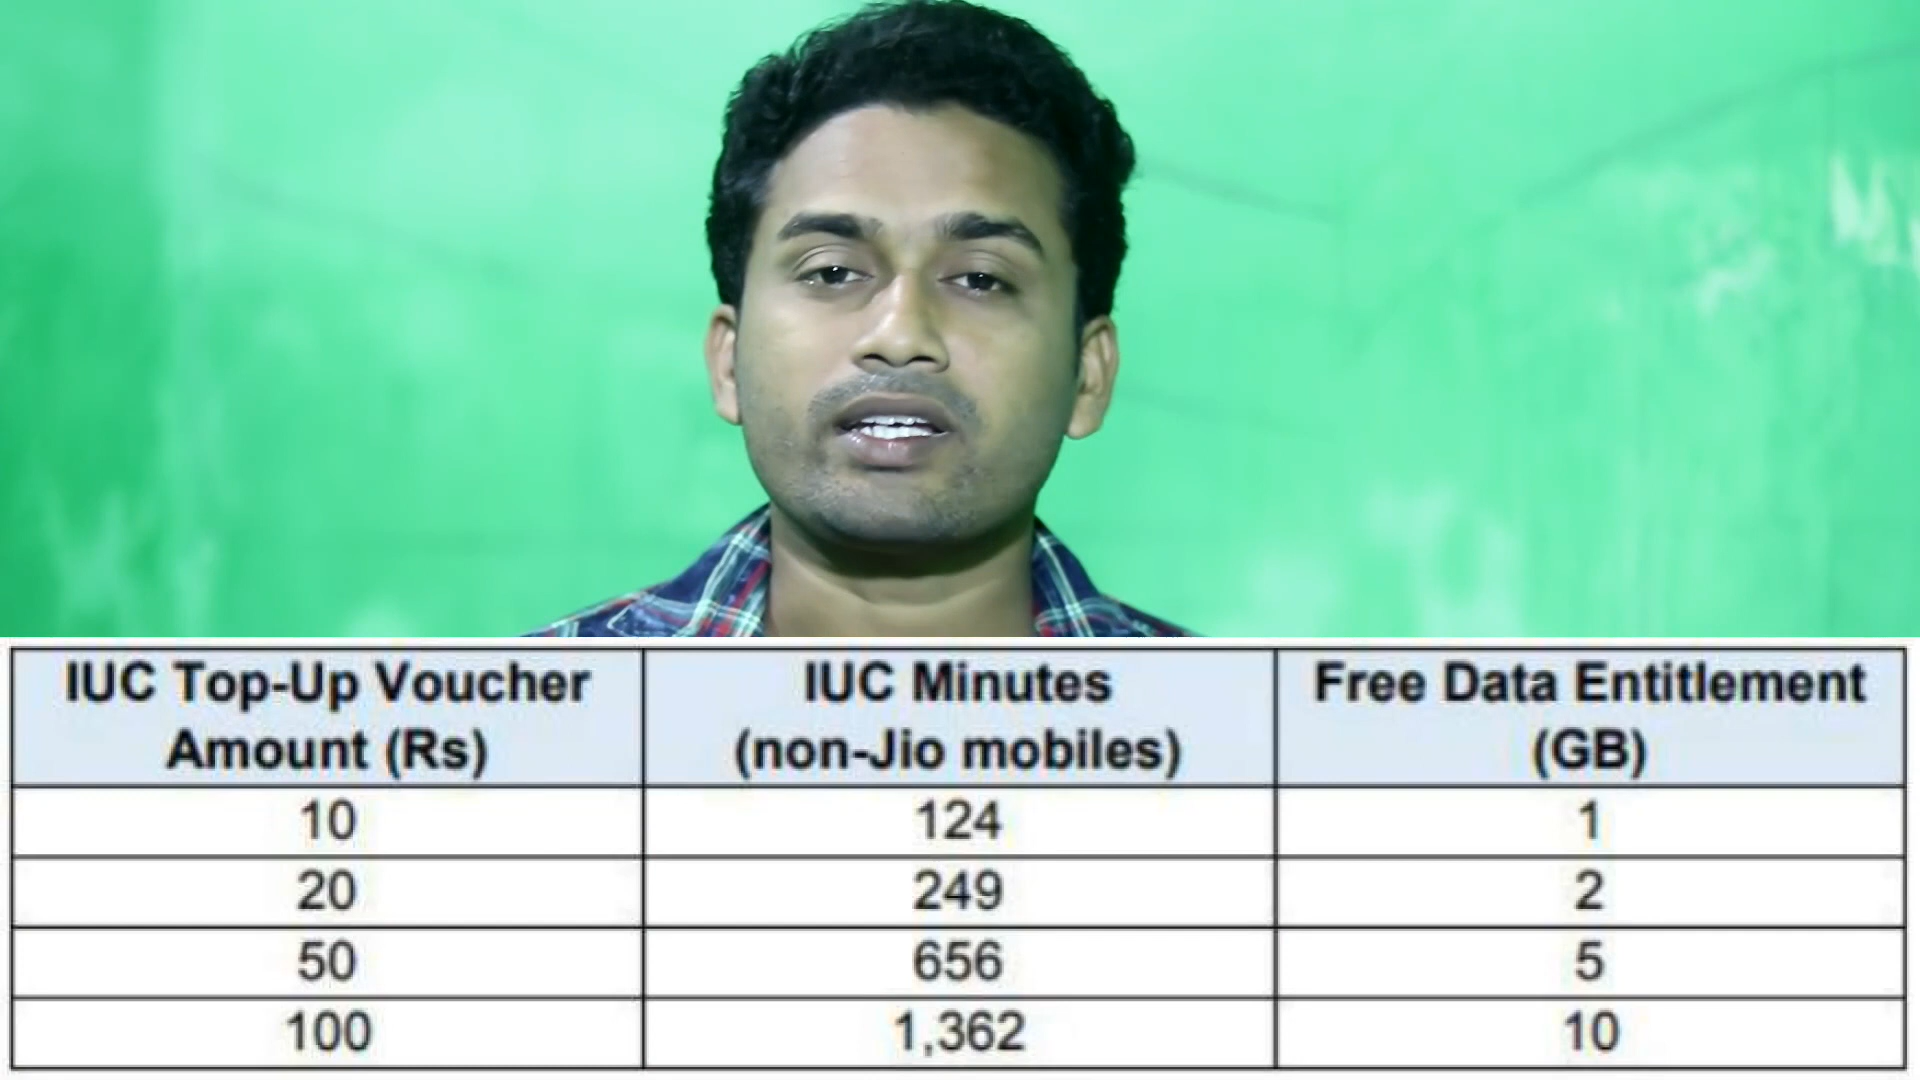 IUC Top-Up Voucher Amount (Rs) IUC Minutes (non-Jio mobiles) Free Data Entitlement (GB)
10 124 1
20 249 2
50 656 5
100 1,362 10